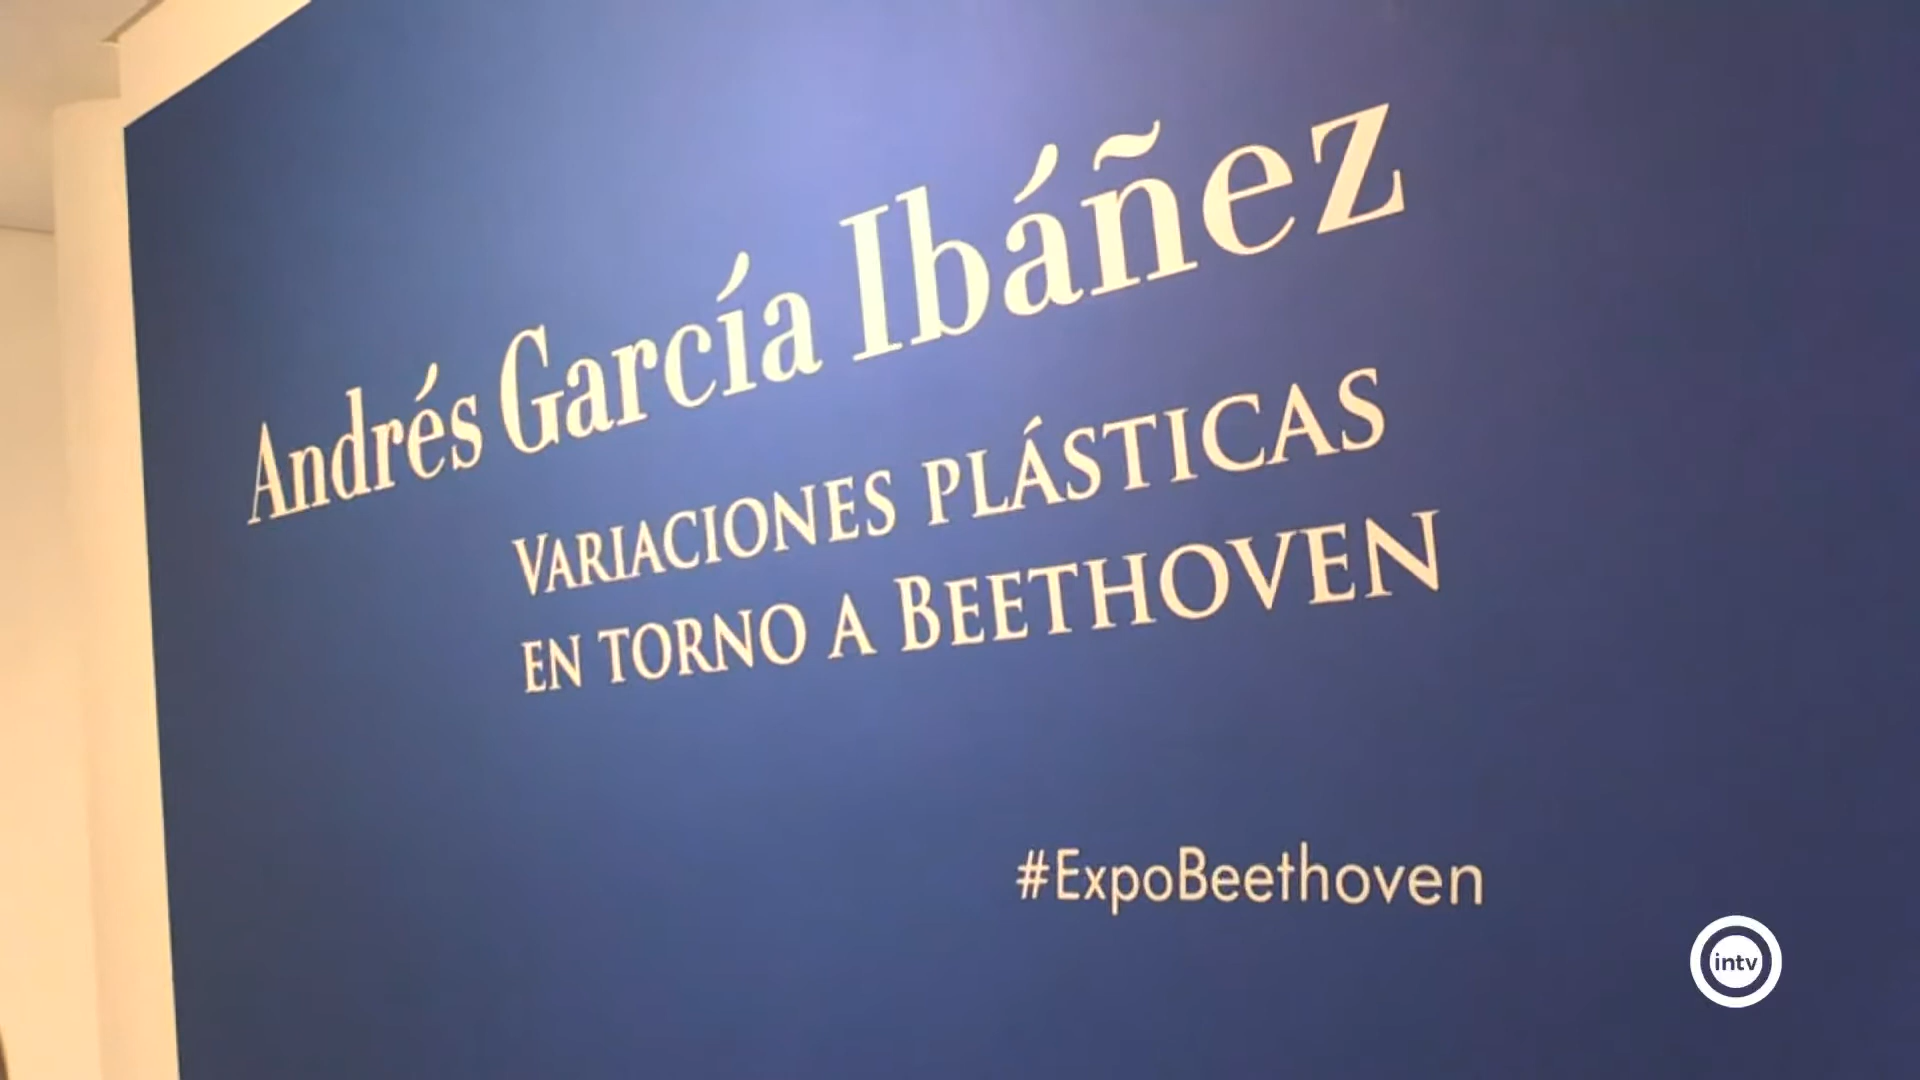 Andrés García Ibáñez
VARIACIONES PLÁSTICAS
EN TORNO A BEETHOVEN
#ExpoBeethoven
intv